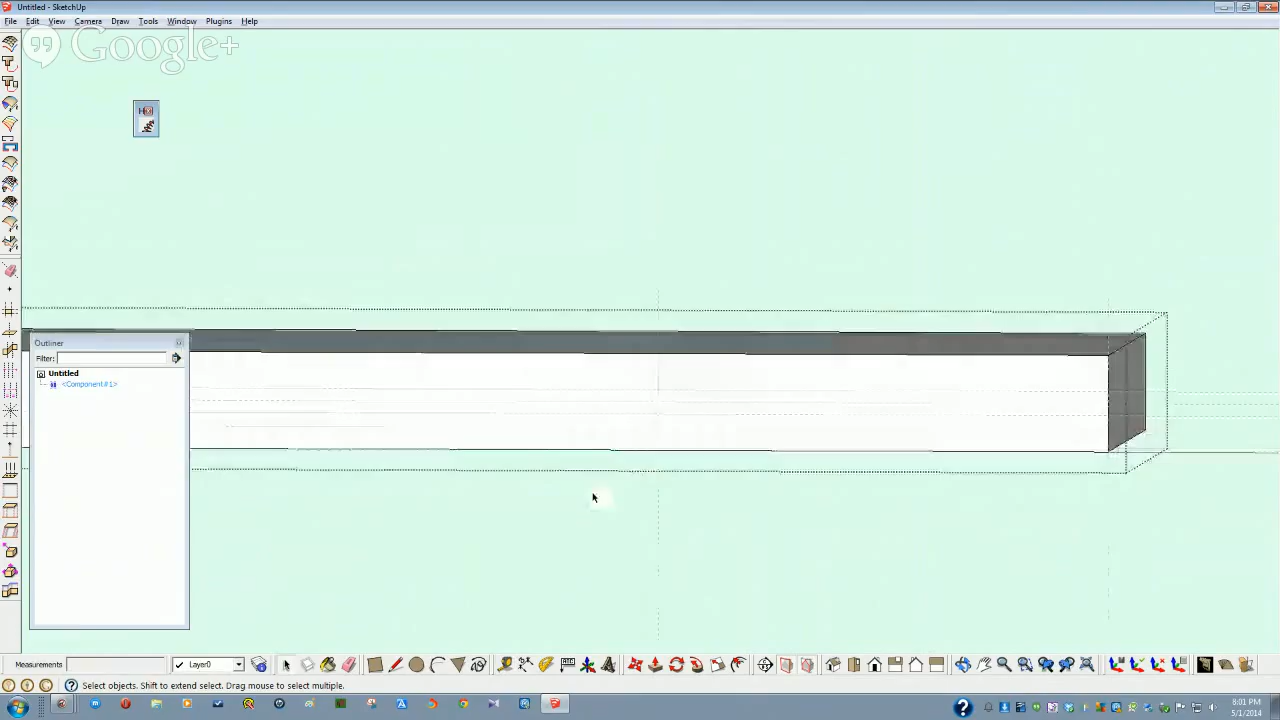 Untitled - SketchUp
File Edit View Camera Draw Tools Window Plugins Help
Google+
Outliner
Filter:
Untitled
<Component#1>
Measurements
Layer0
Select objects. Shift to extend select. Drag mouse to select multiple.
8:01 PM
5/1/2014